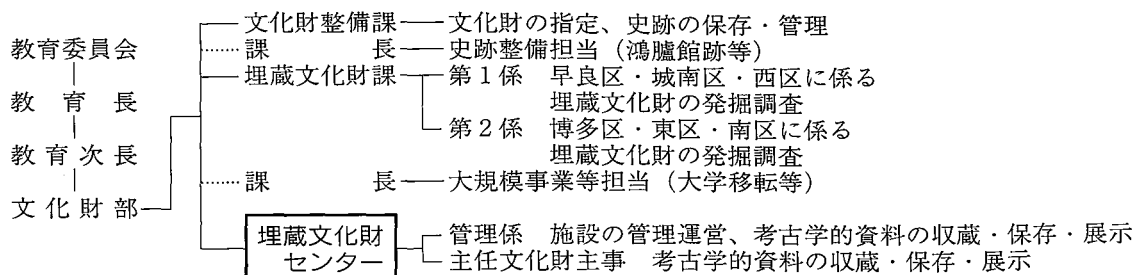 教育委員会
教育長
教育次長
文化財部
文化財整備課 文化財の指定、史跡の保存・管理
課長 史跡整備担当(鴻臚館跡等)
埋蔵文化財課 第1係 早良区・城南区・西区に係る
埋蔵文化財の発掘調査
第2係 博多区・東区・南区に係る
埋蔵文化財の発掘調査
課長 大規模事業等担当(大学移転等)
埋蔵文化財
センター
管理係 施設の管理運営、考古学的資料の収蔵・保存・展示
主任文化財主事 考古学的資料の収蔵・保存・展示